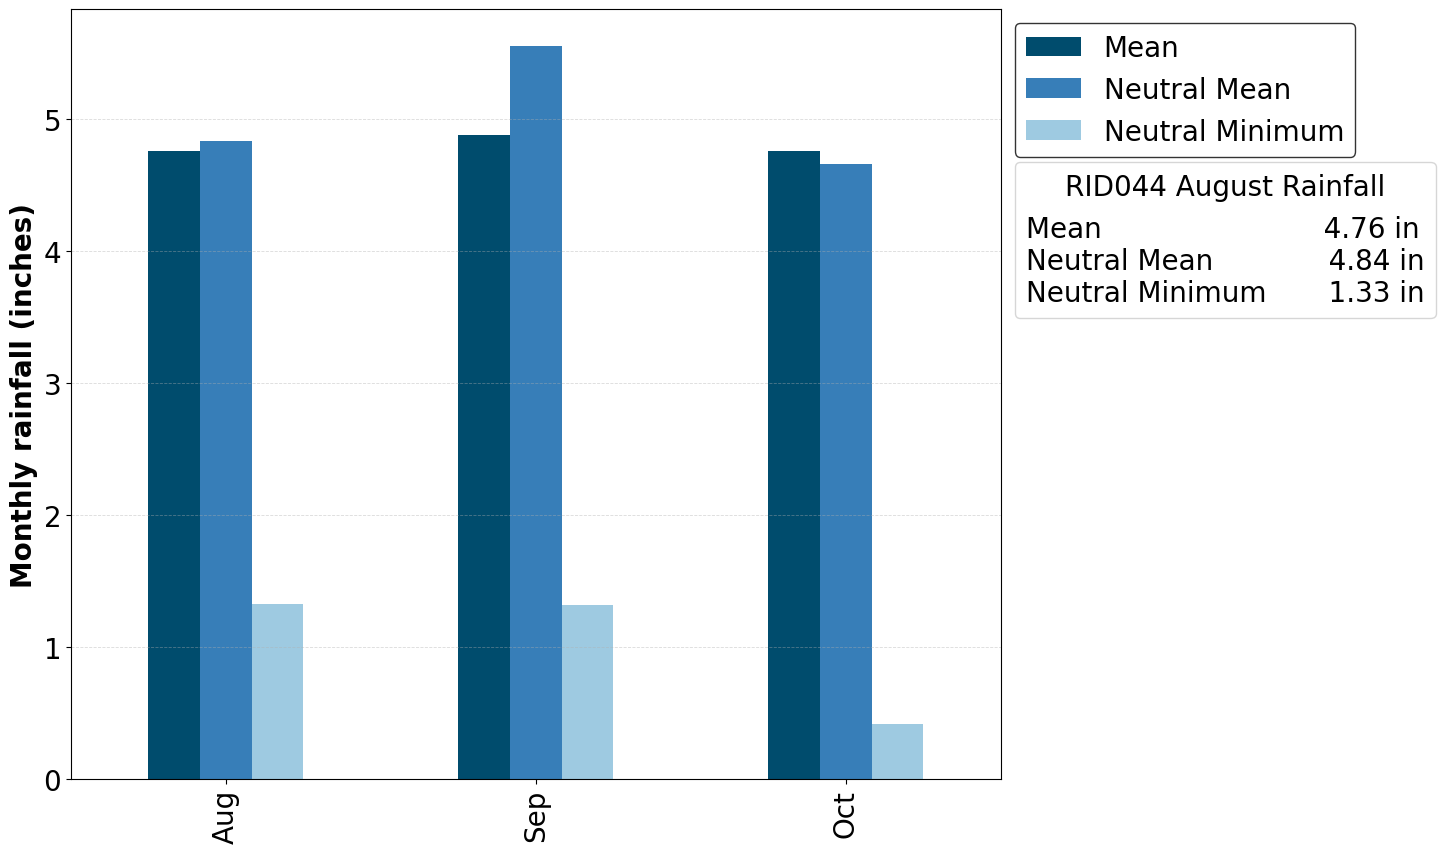 Monthly rainfall (inches)
5
4
3
2
1
0
Aug
Sep
Oct
Mean
Neutral Mean
Neutral Minimum
RID044 August Rainfall
Mean 4.76 in
Neutral Mean 4.84 in
Neutral Minimum 1.33 in